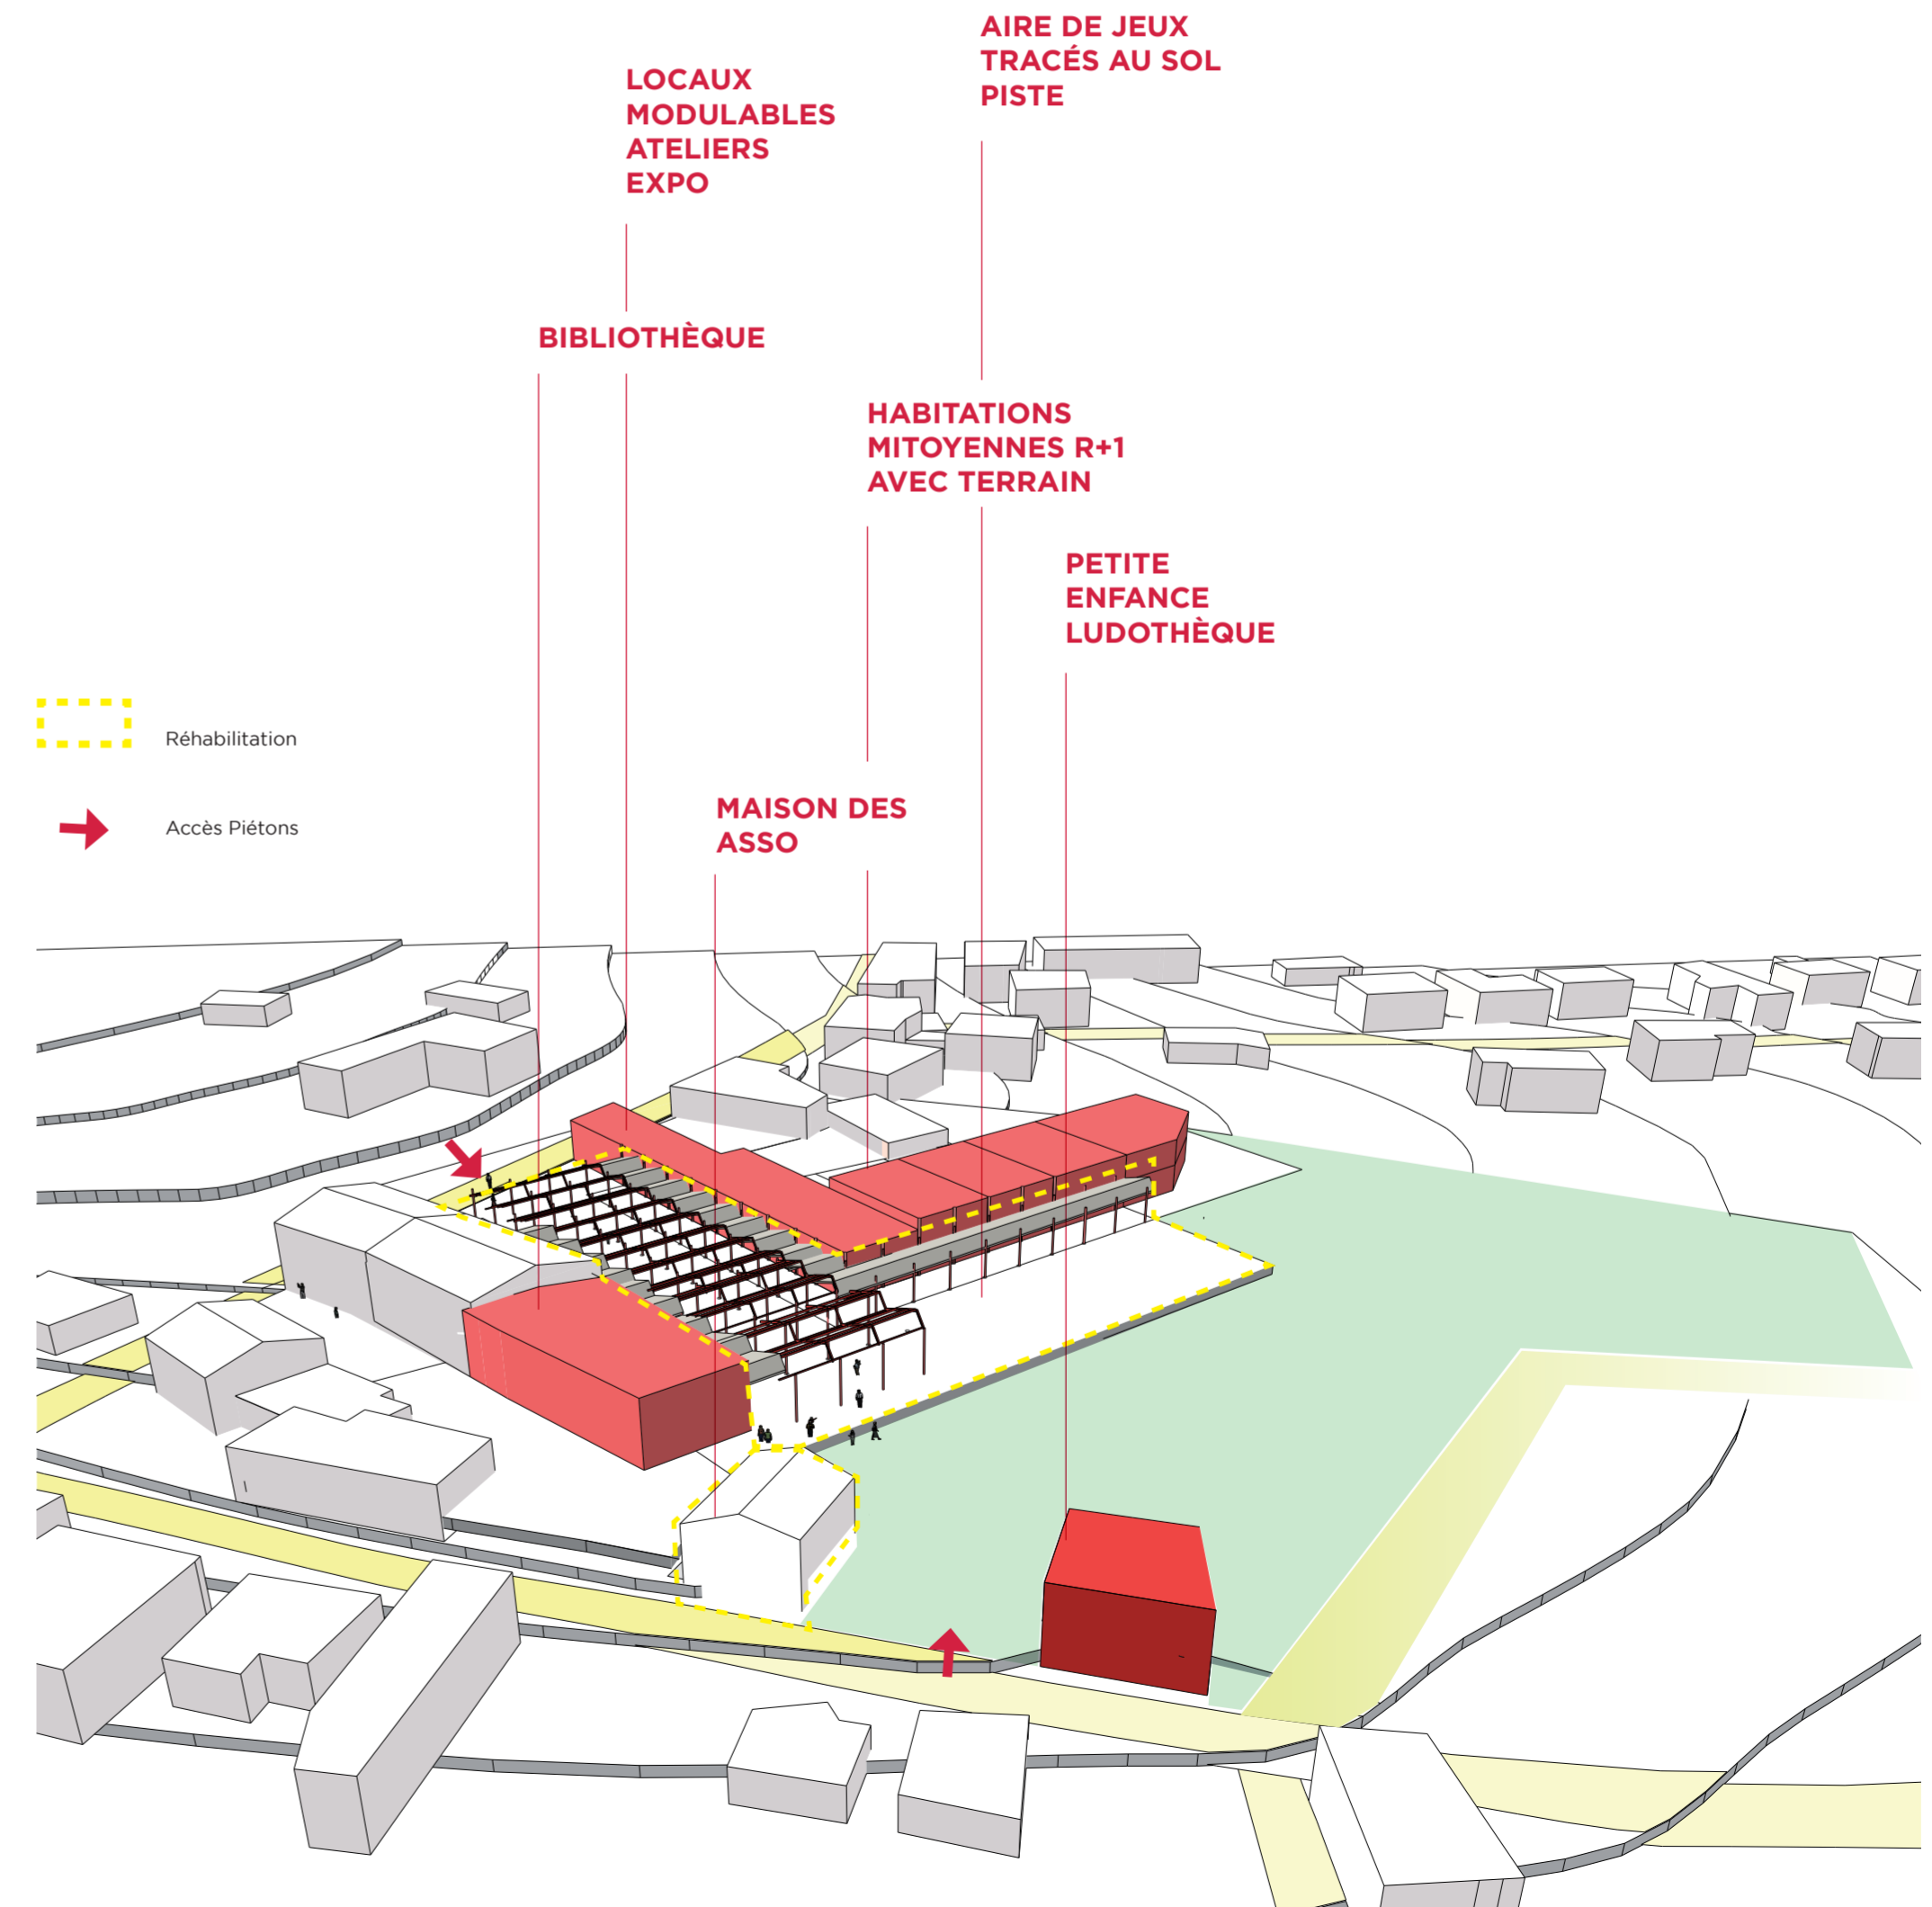 AIRE DE JEUX
TRACÉS AU SOL
PISTE
LOCAUX
MODULABLES
ATELIERS
EXPO
BIBLIOTHÈQUE
HABITATIONS
MITOYENNES R+1
AVEC TERRAIN
PETITE
ENFANCE
LUDOTHÈQUE
Réhabilitation
Accès Piétons
MAISON DES
ASSO